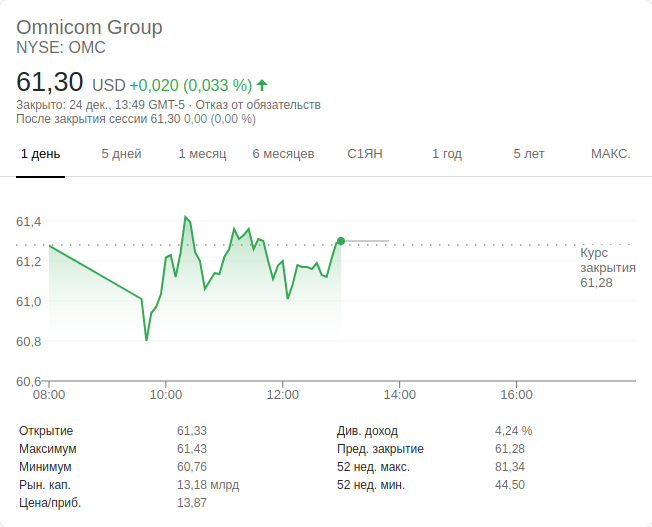 Omnicom Group
NYSE: OMC
61,30 USD +0,020 (0,033 %)
Закрыто: 24 дек., 13:49 GMT-5 · Отказ от обязательств
После закрытия сессии 61,30 0,00 (0,00 %)
1 день 5 дней 1 месяц 6 месяцев С1ЯН 1 год 5 лет МАКС.
61,4
61,2
61,0
60,8
60,6
Курс
закрытия
61,28
08:00 10:00 12:00 14:00 16:00
Открытие 61,33 Див. доход 4,24 %
Максимум 61,43 Пред. закрытие 61,28
Минимум 60,76 52 нед. макс. 81,34
Рын. кап. 13,18 млрд 52 нед. мин. 44,50
Цена/приб. 13,87